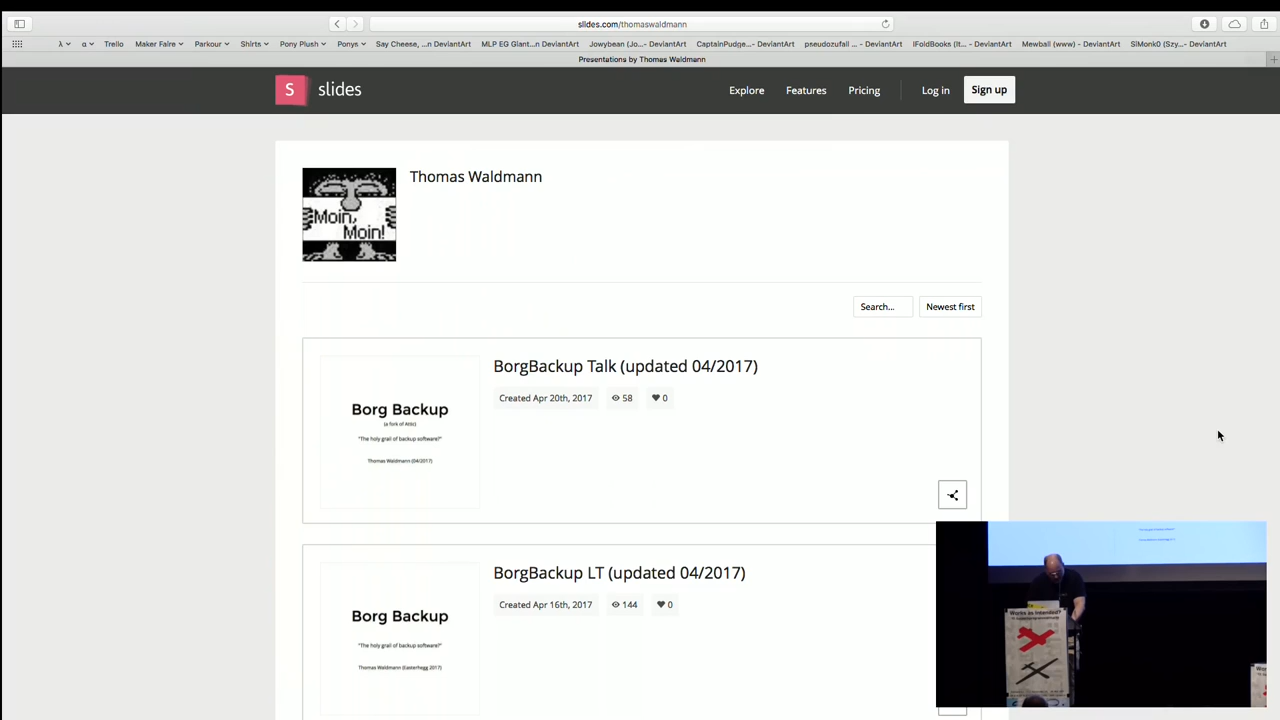 slides.com/thomaswaldmann
λ α Trello Maker Faire Parkour Shirts Pony Plush Ponys Say Cheese, ...n DeviantArt MLP EG Giant...n DeviantArt Jowybean (Jo...- DeviantArt CaptainPudge...- DeviantArt pseudozufall ... - DeviantArt IFoldBooks (It... - DeviantArt Mewball (www) - DeviantArt SiMonk0 (Szy...- DeviantArt
Presentations by Thomas Waldmann
S slides Explore Features Pricing Log in Sign up
Thomas Waldmann
Moin,
Moin!
Search... Newest first
BorgBackup Talk (updated 04/2017)
Created Apr 20th, 2017 58 0
Borg Backup
(a fork of Attic)
"The holy grail of backup software?"
Thomas Waldmann (04/2017)
BorgBackup LT (updated 04/2017)
Created Apr 16th, 2017 144 0
Borg Backup
"The holy grail of backup software?"
Thomas Waldmann (Easterhegg 2017)
Works as intended?